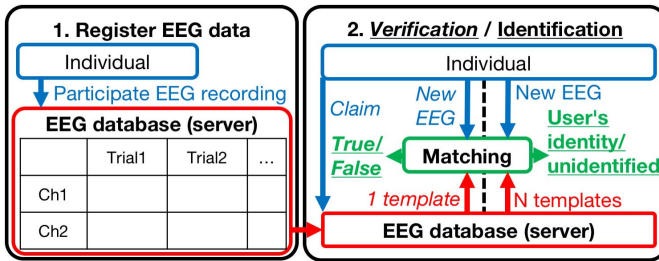 1. Register EEG data
Individual
Participate EEG recording
EEG database (server)
Trial1 Trial2 ...
Ch1
Ch2
2. Verification / Identification
Individual
Claim
New
EEG
New EEG
True/
False
Matching
User's
identity/
unidentified
1 template
N templates
EEG database (server)